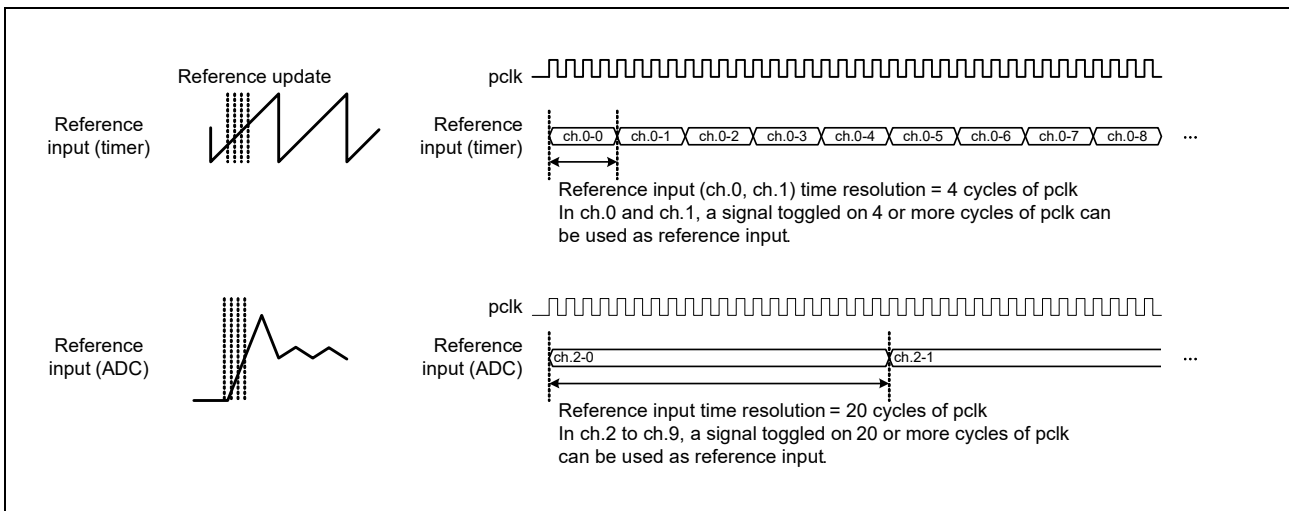 Reference update
Reference
input (timer)
pclk
Reference
input (timer)
ch.0-0 ch.0-1 ch.0-2 ch.0-3 ch.0-4 ch.0-5 ch.0-6 ch.0-7 ch.0-8 ...
Reference input (ch.0, ch.1) time resolution = 4 cycles of pclk
In ch.0 and ch.1, a signal toggled on 4 or more cycles of pclk can
be used as reference input.
Reference
input (ADC)
pclk
Reference
input (ADC)
ch.2-0 ch.2-1 ...
Reference input time resolution = 20 cycles of pclk
In ch.2 to ch.9, a signal toggled on 20 or more cycles of pclk
can be used as reference input.